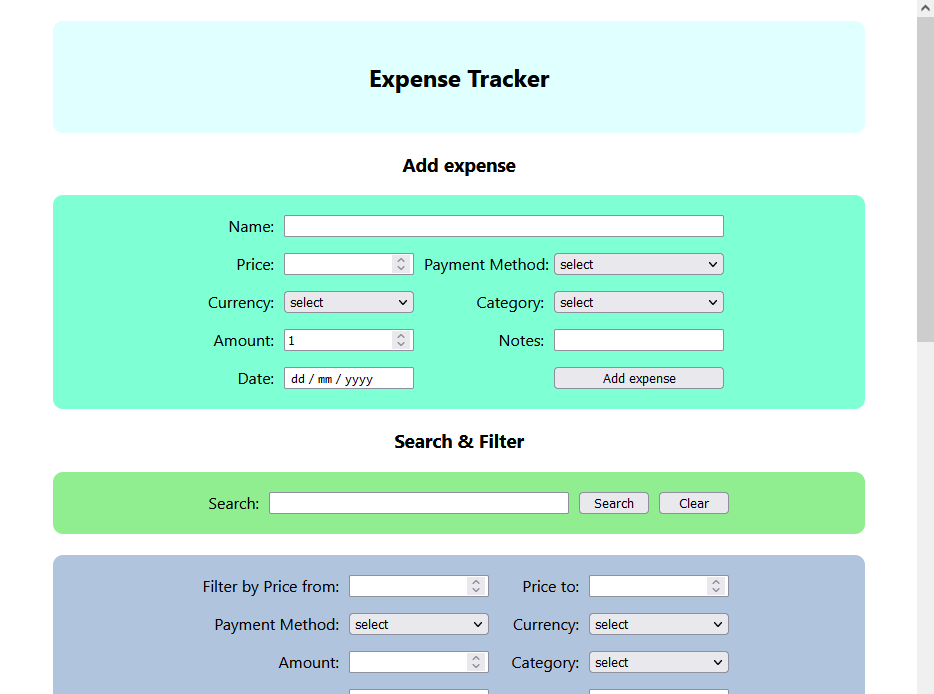 Expense Tracker
Add expense
Name:
Price: Payment Method: select
Currency: select Category: select
Amount: 1 Notes:
Date: dd / mm / yyyy Add expense
Search & Filter
Search: Search Clear
Filter by Price from: Price to:
Payment Method: select Currency: select
Amount: Category: select